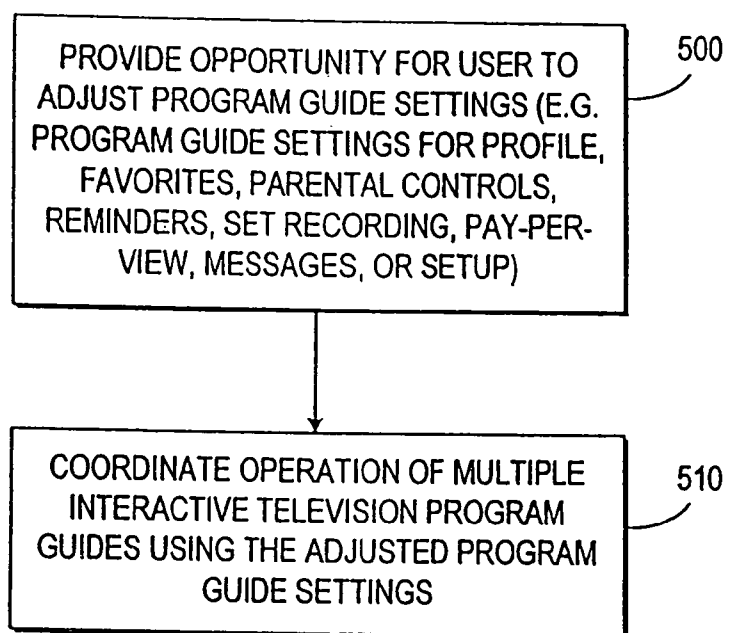 PROVIDE OPPORTUNITY FOR USER TO
ADJUST PROGRAM GUIDE SETTINGS (E.G.
PROGRAM GUIDE SETTINGS FOR PROFILE,
FAVORITES, PARENTAL CONTROLS,
REMINDERS, SET RECORDING, PAY-PER-
VIEW, MESSAGES, OR SETUP)
500
COORDINATE OPERATION OF MULTIPLE
INTERACTIVE TELEVISION PROGRAM
GUIDES USING THE ADJUSTED PROGRAM
GUIDE SETTINGS
510